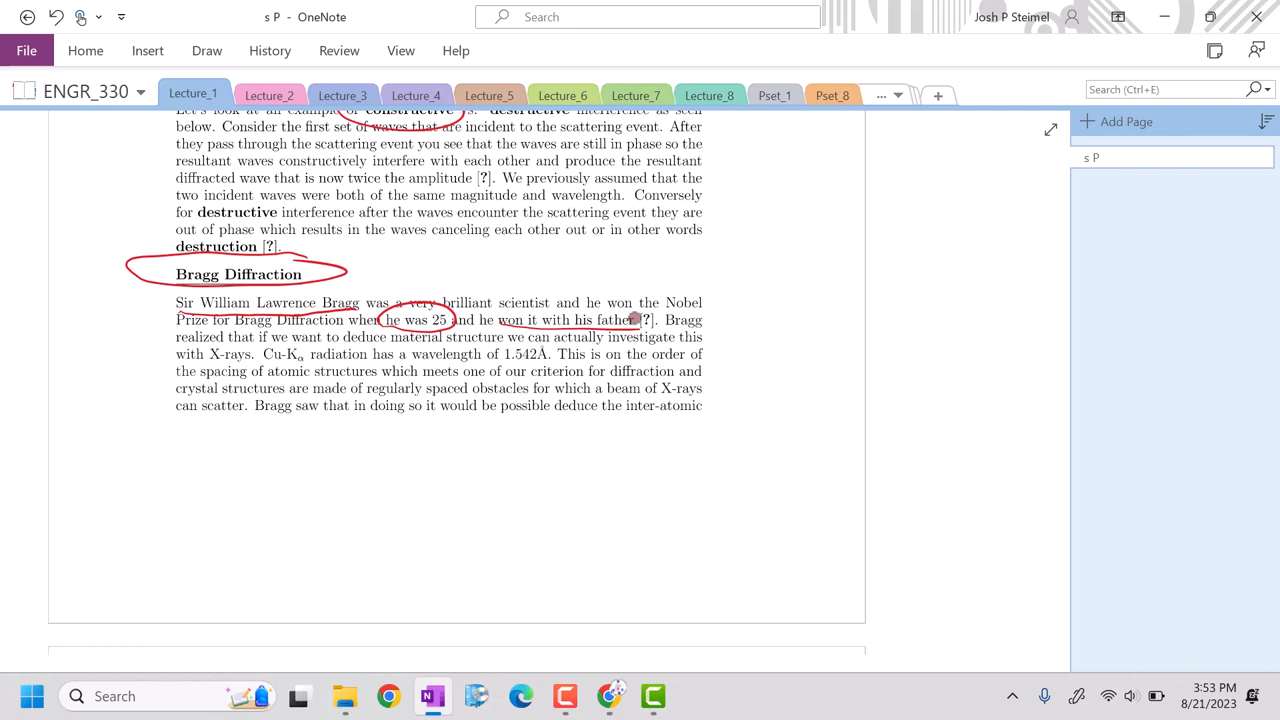 s P - OneNote
Search
Josh P Steimel
File
Home
Insert
Draw
History
Review
View
Help
ENGR_330
Lecture_1
Lecture_2
Lecture_3
Lecture_4
Lecture_5
Lecture_6
Lecture_7
Lecture_8
Pset_1
Pset_8
...
Search (Ctrl+E)
Add Page
s P
below. Consider the first set of waves that are incident to the scattering event. After
they pass through the scattering event you see that the waves are still in phase so the
resultant waves constructively interfere with each other and produce the resultant
diffracted wave that is now twice the amplitude [?]. We previously assumed that the
two incident waves were both of the same magnitude and wavelength. Conversely
for destructive interference after the waves encounter the scattering event they are
out of phase which results in the waves canceling each other out or in other words
destruction [?].
Bragg Diffraction
Sir William Lawrence Bragg was a very brilliant scientist and he won the Nobel
Prize for Bragg Diffraction when he was 25 and he won it with his father [?]. Bragg
realized that if we want to deduce material structure we can actually investigate this
with X-rays. Cu-Kα radiation has a wavelength of 1.542Å. This is on the order of
the spacing of atomic structures which meets one of our criterion for diffraction and
crystal structures are made of regularly spaced obstacles for which a beam of X-rays
can scatter. Bragg saw that in doing so it would be possible deduce the inter-atomic
Search
3:53 PM
8/21/2023